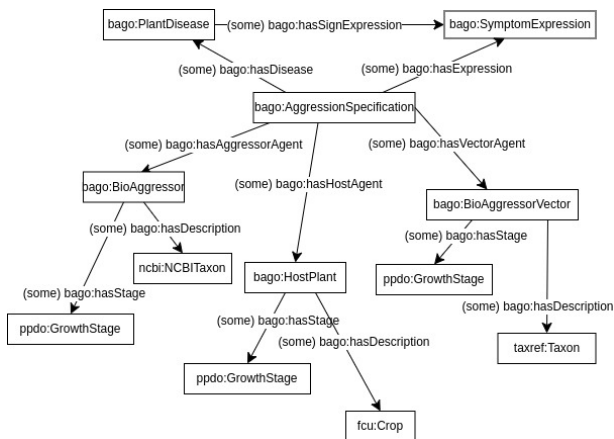 bago:PlantDisease
(some) bago:hasSignExpression
bago:SymptomExpression
(some) bago:hasDisease
(some) bago:hasExpression
bago:AggressionSpecification
(some) bago:hasAggressorAgent
(some) bago:hasVectorAgent
bago:BioAggressor
(some) bago:hasHostAgent
bago:BioAggressorVector
(some) bago:hasDescription
(some) bago:hasStage
ncbi:NCBITaxon
bago:HostPlant
ppdo:GrowthStage
(some) bago:hasStage
(some) bago:hasDescription
ppdo:GrowthStage
(some) bago:hasStage
(some) bago:hasDescription
taxref:Taxon
ppdo:GrowthStage
fcu:Crop